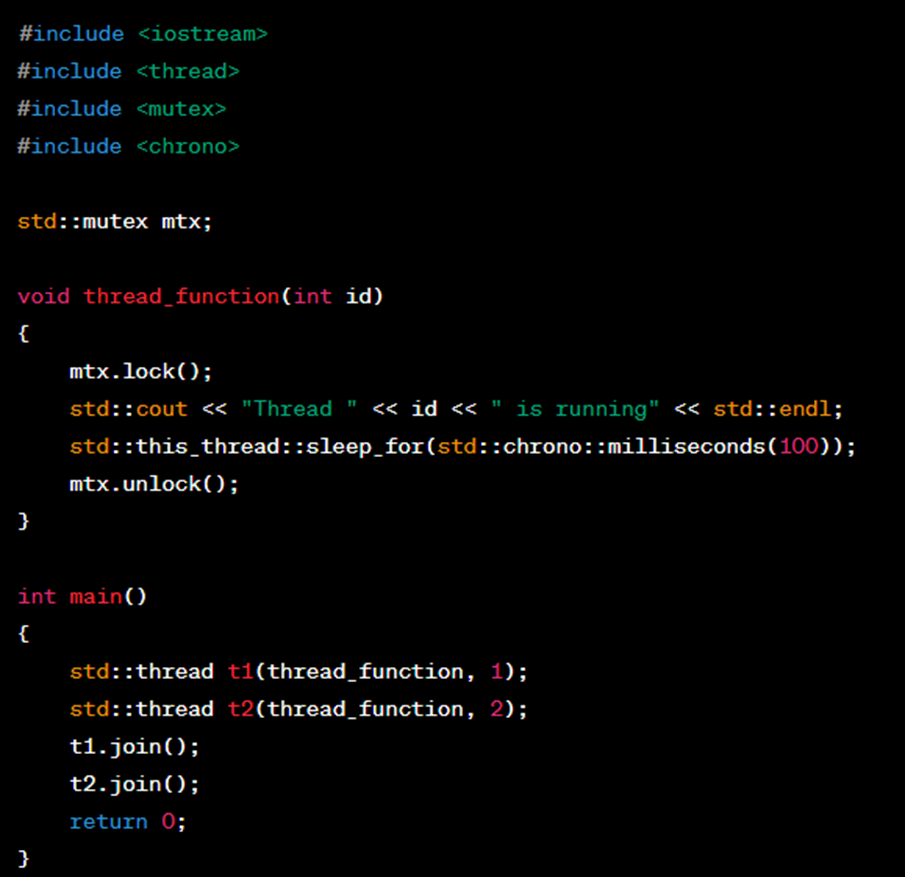 #include <iostream>
#include <thread>
#include <mutex>
#include <chrono>
std::mutex mtx;
void thread_function(int id)
{
    mtx.lock();
    std::cout << "Thread " << id << " is running" << std::endl;
    std::this_thread::sleep_for(std::chrono::milliseconds(100));
    mtx.unlock();
}
int main()
{
    std::thread t1(thread_function, 1);
    std::thread t2(thread_function, 2);
    t1.join();
    t2.join();
    return 0;
}